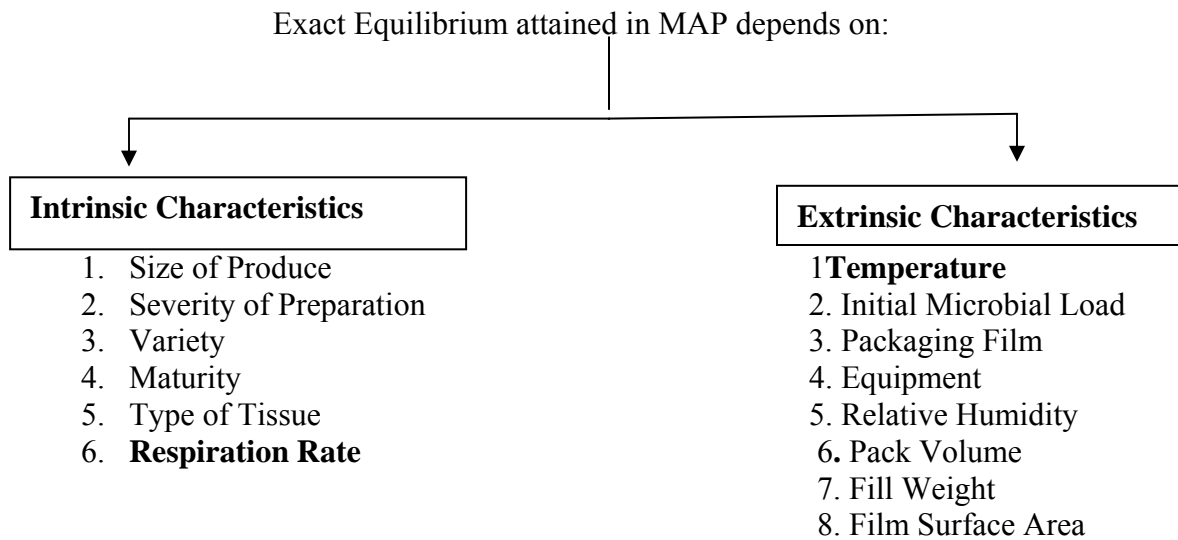 Exact Equilibrium attained in MAP depends on:
Intrinsic Characteristics
1. Size of Produce
2. Severity of Preparation
3. Variety
4. Maturity
5. Type of Tissue
6. Respiration Rate
Extrinsic Characteristics
1Temperature
2. Initial Microbial Load
3. Packaging Film
4. Equipment
5. Relative Humidity
6. Pack Volume
7. Fill Weight
8. Film Surface Area